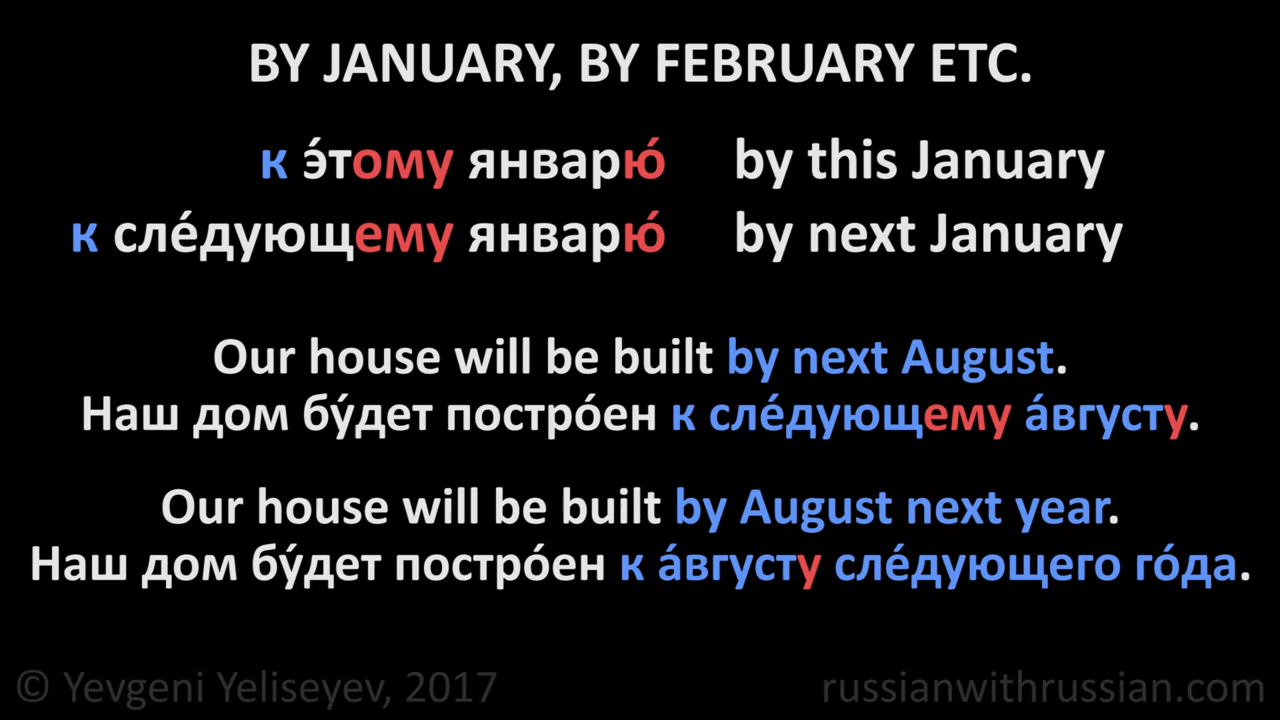 BY JANUARY, BY FEBRUARY ETC.
к э́тому январю́ by this January
к сле́дующему январю́ by next January
Our house will be built by next August.
Наш дом бу́дет постро́ен к сле́дующему а́вгусту.
Our house will be built by August next year.
Наш дом бу́дет постро́ен к а́вгусту сле́дующего го́да.
© Yevgeni Yeliseyev, 2017 russianwithrussian.com